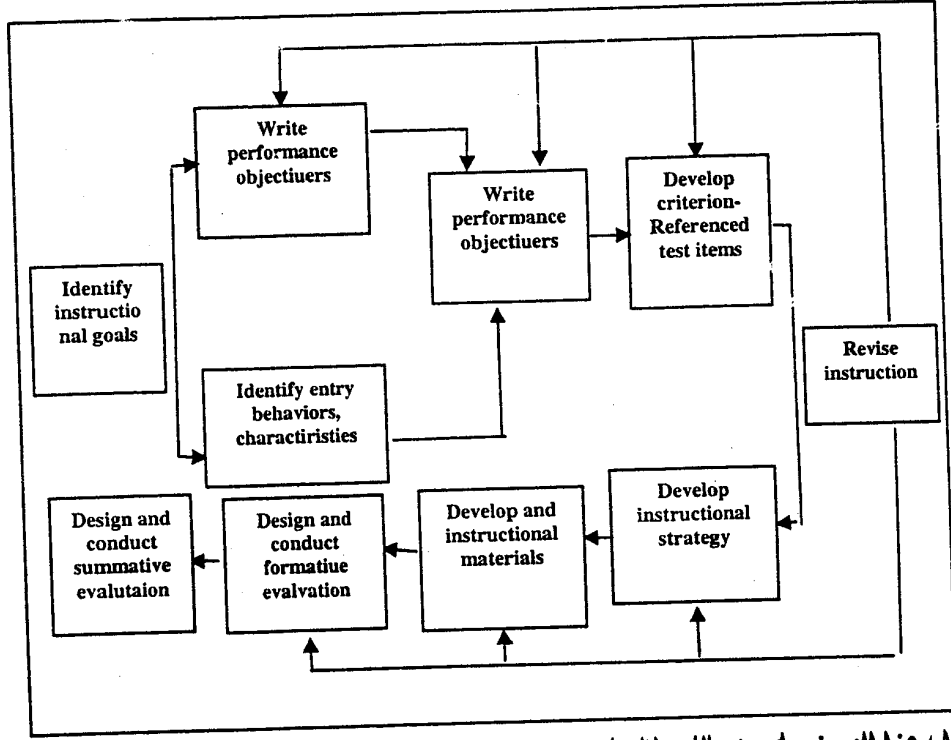 Write
performance
objectiuers
Write
performance
objectiuers
Develop
criterion-
Referenced
test items
Identify
instructio
nal goals
Revise
instruction
Identify entry
behaviors,
charactiristies
Develop
instructional
strategy
Develop and
instructional
materials
Design and
conduct
formatiue
evalvation
Design and
conduct
summative
evalutaion